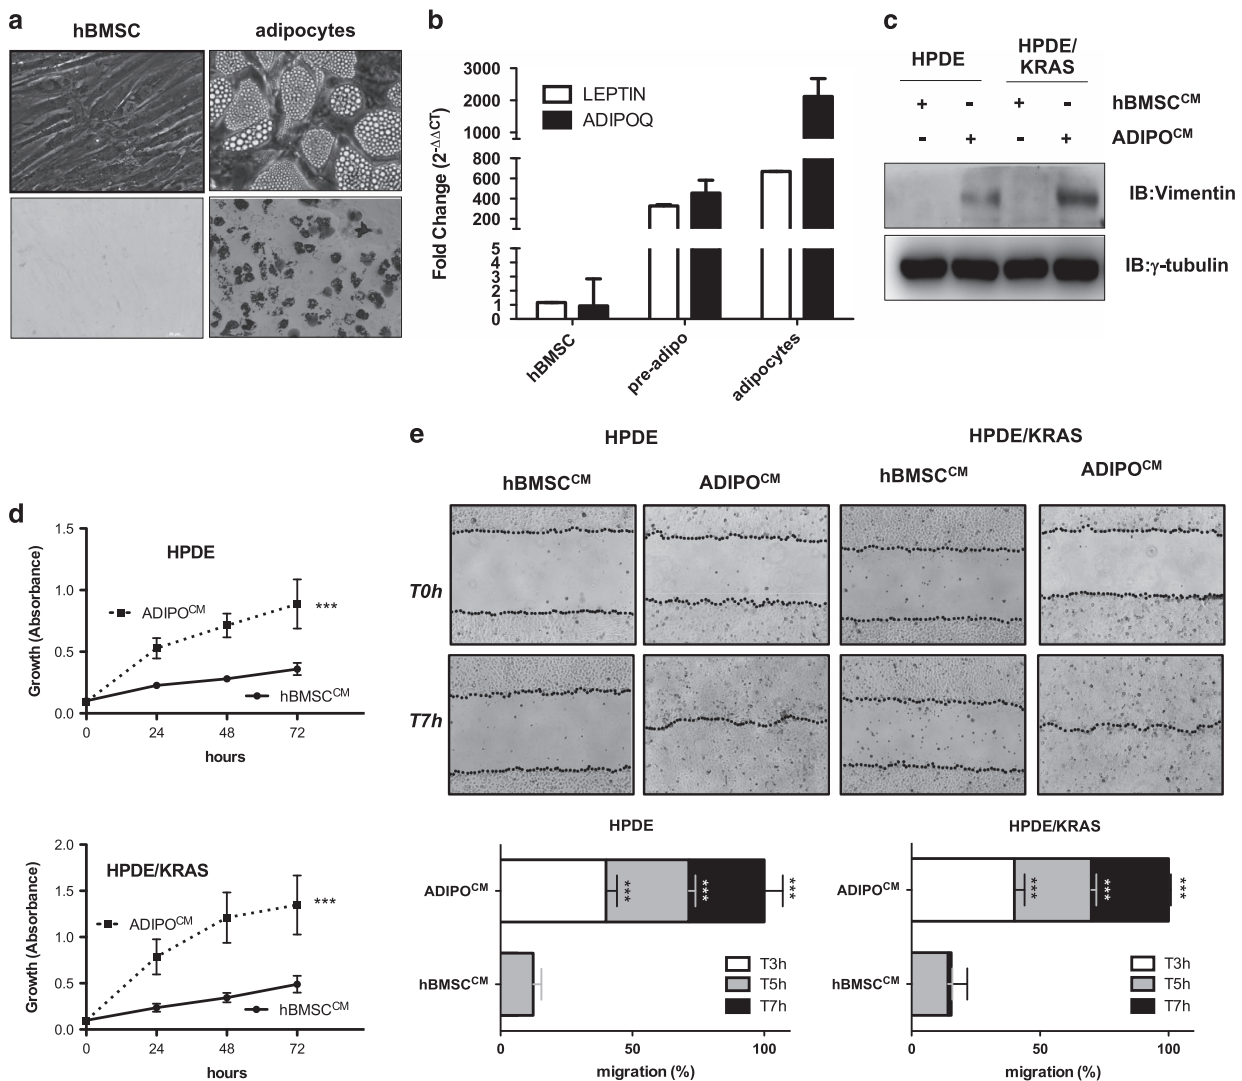 a
hBMSC
adipocytes
b
3000
2000
1000
800
600
400
200
5
4
3
2
1
0
Fold Change (2-ΔΔCT)
LEPTIN
ADIPOQ
hBMSC
pre-adipo
adipocytes
c
HPDE
HPDE/
KRAS
+ - + - hBMSCCM
- + - + ADIPOCM
IB:Vimentin
IB:γ-tubulin
d
Growth (Absorbance)
1.5
1.0
0.5
0.0
HPDE
ADIPOCM
***
hBMSCCM
0 24 48 72
hours
Growth (Absorbance)
2.0
1.5
1.0
0.5
0.0
HPDE/KRAS
ADIPOCM
***
hBMSCCM
0 24 48 72
hours
e
HPDE
HPDE/KRAS
hBMSCCM
ADIPOCM
hBMSCCM
ADIPOCM
T0h
T7h
HPDE
ADIPOCM
*** *** ***
hBMSCCM
T3h
T5h
T7h
0 50 100
migration (%)
HPDE/KRAS
ADIPOCM
*** *** ***
hBMSCCM
T3h
T5h
T7h
0 50 100
migration (%)